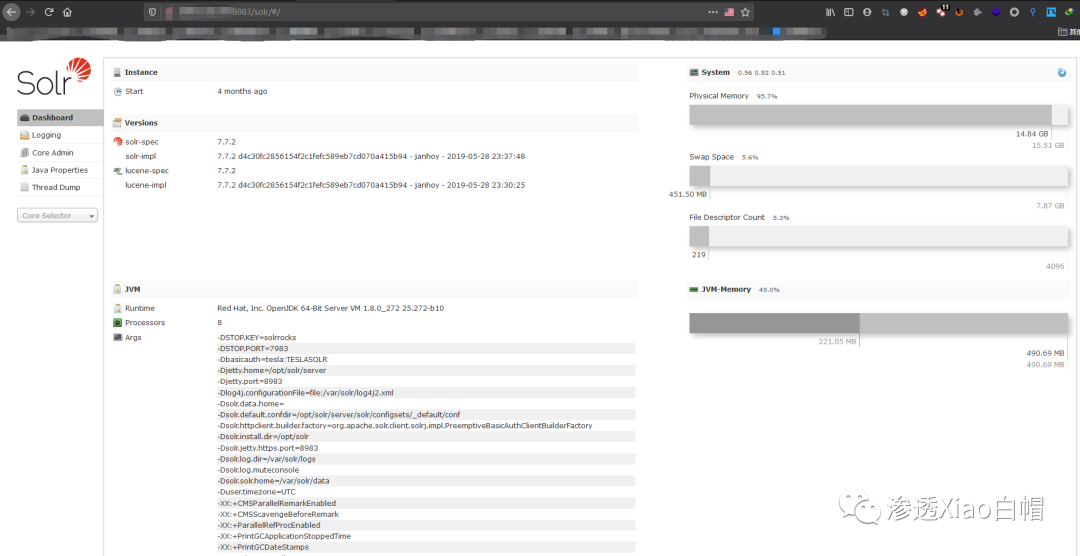 8983/solr/#/
11
其他
Solr
Dashboard
Logging
Core Admin
Java Properties
Thread Dump
Core Selector
Instance
Start 4 months ago
Versions
solr-spec 7.7.2
solr-impl 7.7.2 d4c30fc2856154f2c1fefc589eb7cd070a415b94 - janhoy - 2019-05-28 23:37:48
lucene-spec 7.7.2
lucene-impl 7.7.2 d4c30fc2856154f2c1fefc589eb7cd070a415b94 - janhoy - 2019-05-28 23:30:25
System 0.56 0.52 0.51
Physical Memory 95.7%
14.84 GB
15.51 GB
Swap Space 5.6%
451.50 MB
7.87 GB
File Descriptor Count 5.3%
219
4096
JVM
Runtime Red Hat, Inc. OpenJDK 64-Bit Server VM 1.8.0_272 25.272-b10
Processors 8
Args
-DSTOP.KEY=solrrocks
-DSTOP.PORT=7983
-Dbasicauth=tesla:TESLASOLR
-Djetty.home=/opt/solr/server
-Djetty.port=8983
-Dlog4j.configurationFile=file:/var/solr/log4j2.xml
-Dsolr.data.home=
-Dsolr.default.confdir=/opt/solr/server/solr/configsets/_default/conf
-Dsolr.httpclient.builder.factory=org.apache.solr.client.solrj.impl.PreemptiveBasicAuthClientBuilderFactory
-Dsolr.install.dir=/opt/solr
-Dsolr.jetty.https.port=8983
-Dsolr.log.dir=/var/solr/logs
-Dsolr.log.muteconsole
-Dsolr.solr.home=/var/solr/data
-Duser.timezone=UTC
-XX:+CMSParallelRemarkEnabled
-XX:+CMSScavengeBeforeRemark
-XX:+ParallelRefProcEnabled
-XX:+PrintGCApplicationStoppedTime
-XX:+PrintGCDateStamps
JVM-Memory 45.0%
221.05 MB
490.69 MB
490.69 MB
渗透Xiao白帽